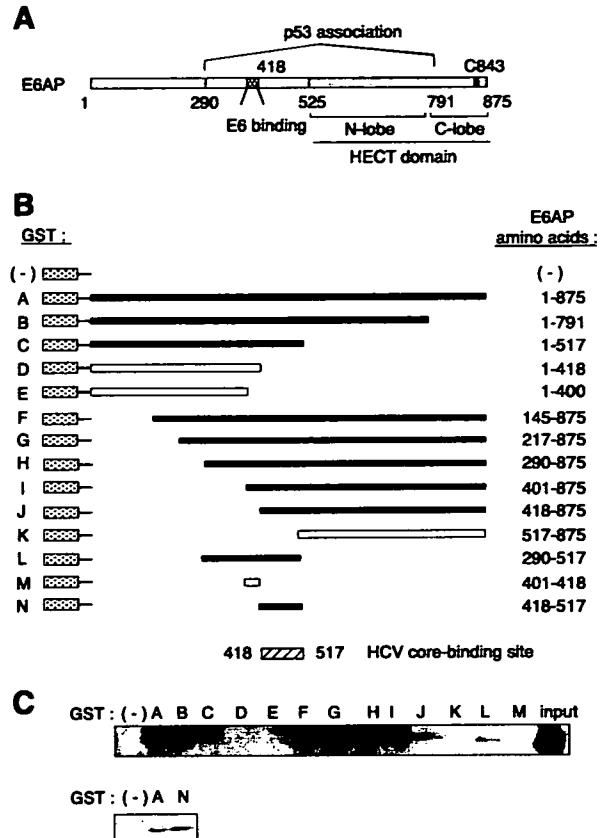 A
p53 association
418 C843
E6AP
1 290 525 791 875
E6 binding N-lobe C-lobe
HECT domain
B
GST : E6AP amino acids :
(-) (-)
A 1-875
B 1-791
C 1-517
D 1-418
E 1-400
F 145-875
G 217-875
H 290-875
I 401-875
J 418-875
K 517-875
L 290-517
M 401-418
N 418-517
418 517 HCV core-binding site
C
GST : (-) A B C D E F G H I J K L M input
GST : (-) A N